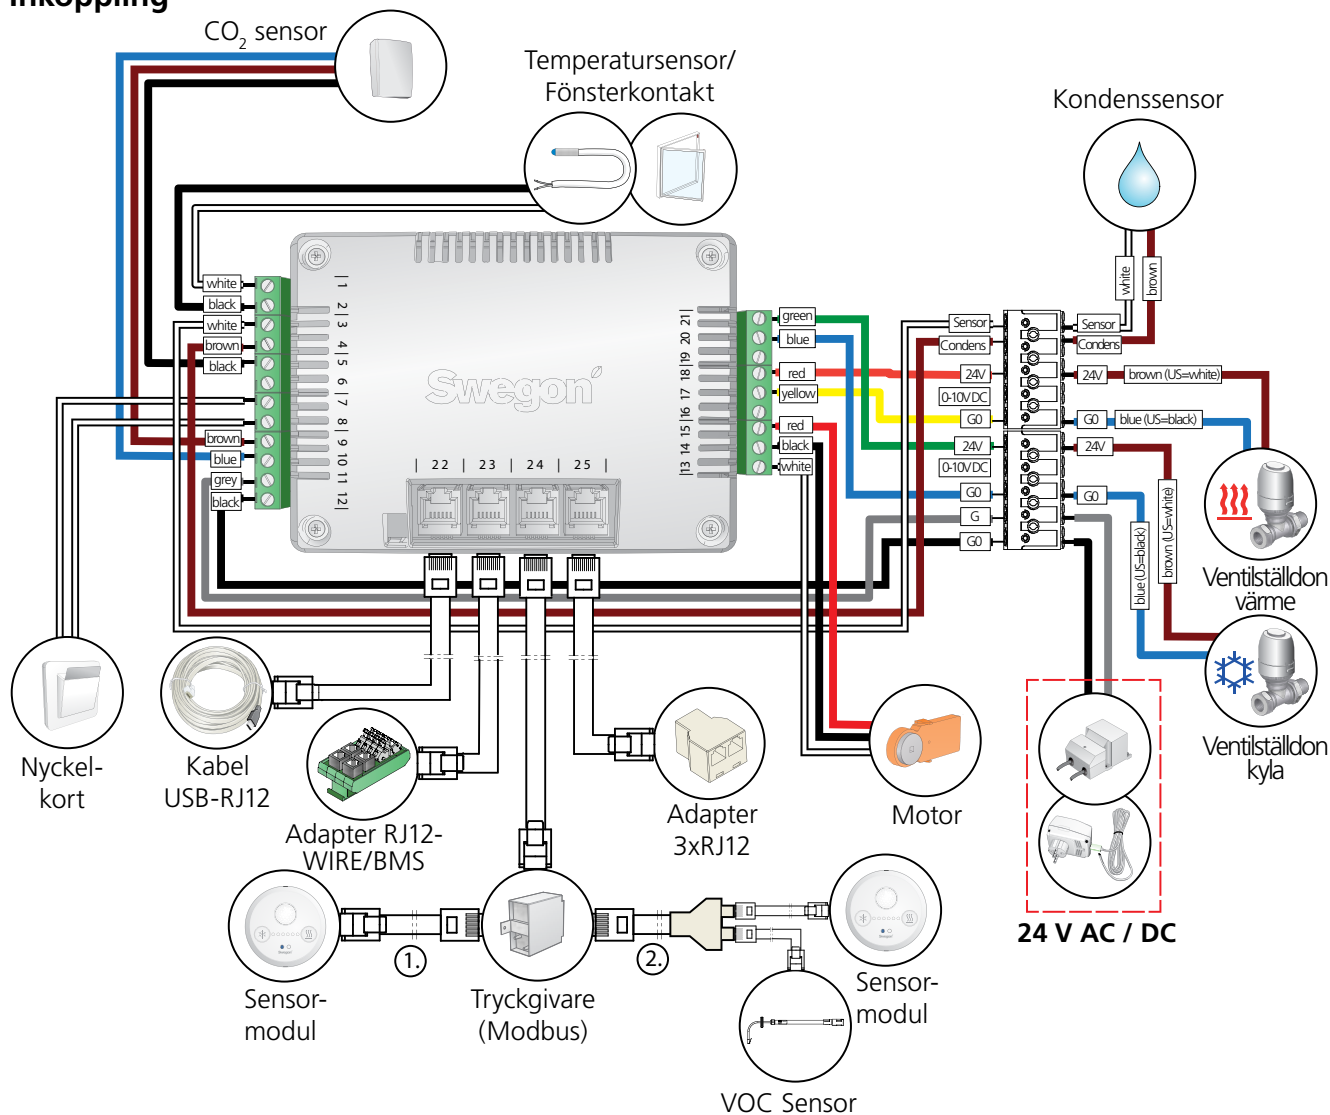 Inkoppling
CO2 sensor
Temperatursensor/
Fönsterkontakt
Kondenssensor
white
black
white
brown
black
brown
blue
grey
black
1
2
3
4
5
6
7
8
9
10
11
12
Swegon
22
23
24
25
21
20
19
18
17
16
15
14
13
green
blue
red
yellow
red
black
white
Sensor
Condens
24V
0-10V DC
G0
24V
0-10V DC
G0
G
G0
white
brown
Sensor
Condens
24V
brown (US=white)
G0
blue (US=black)
24V
G0
blue (US=black)
brown (US=white)
Ventilställdon
värme
Ventilställdon
kyla
Nyckel-
kort
Kabel
USB-RJ12
Adapter RJ12-
WIRE/BMS
Adapter
3xRJ12
Motor
24 V AC / DC
1.
2.
Sensor-
modul
Tryckgivare
(Modbus)
Sensor-
modul
VOC Sensor